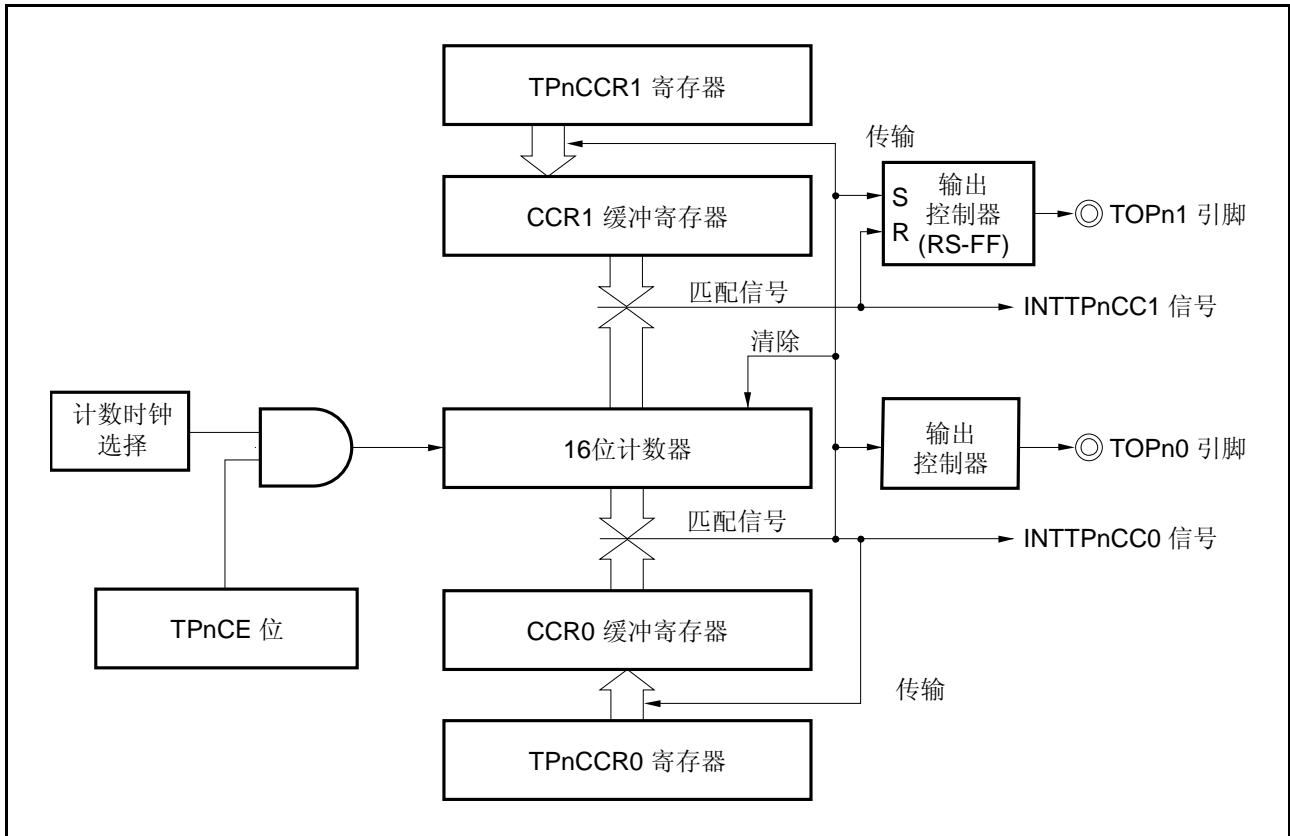 TPnCCR1 寄存器
传输
CCR1 缓冲寄存器
S
R
输出
控制器
(RS-FF)
TOPn1 引脚
匹配信号
INTTPnCC1 信号
清除
计数时钟
选择
16位计数器
输出
控制器
TOPn0 引脚
匹配信号
INTTPnCC0 信号
TPnCE 位
CCR0 缓冲寄存器
传输
TPnCCR0 寄存器